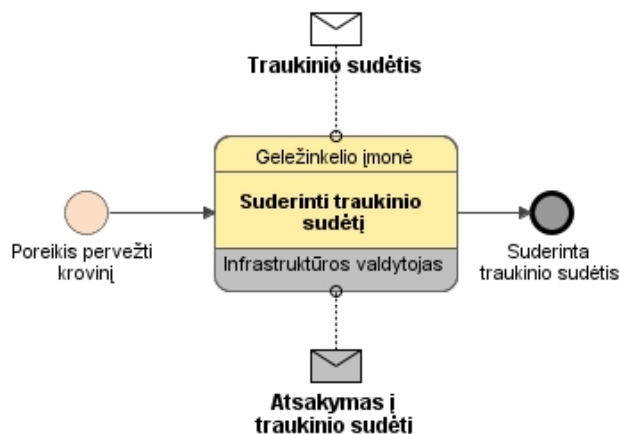 Traukinio sudėtis
Geležinkelio įmonė
Suderinti traukinio
sudėtį
Infrastruktūros valdytojas
Poreikis pervežti
krovinį
Suderinta
traukinio sudėtis
Atsakymas į
traukinio sudėtį